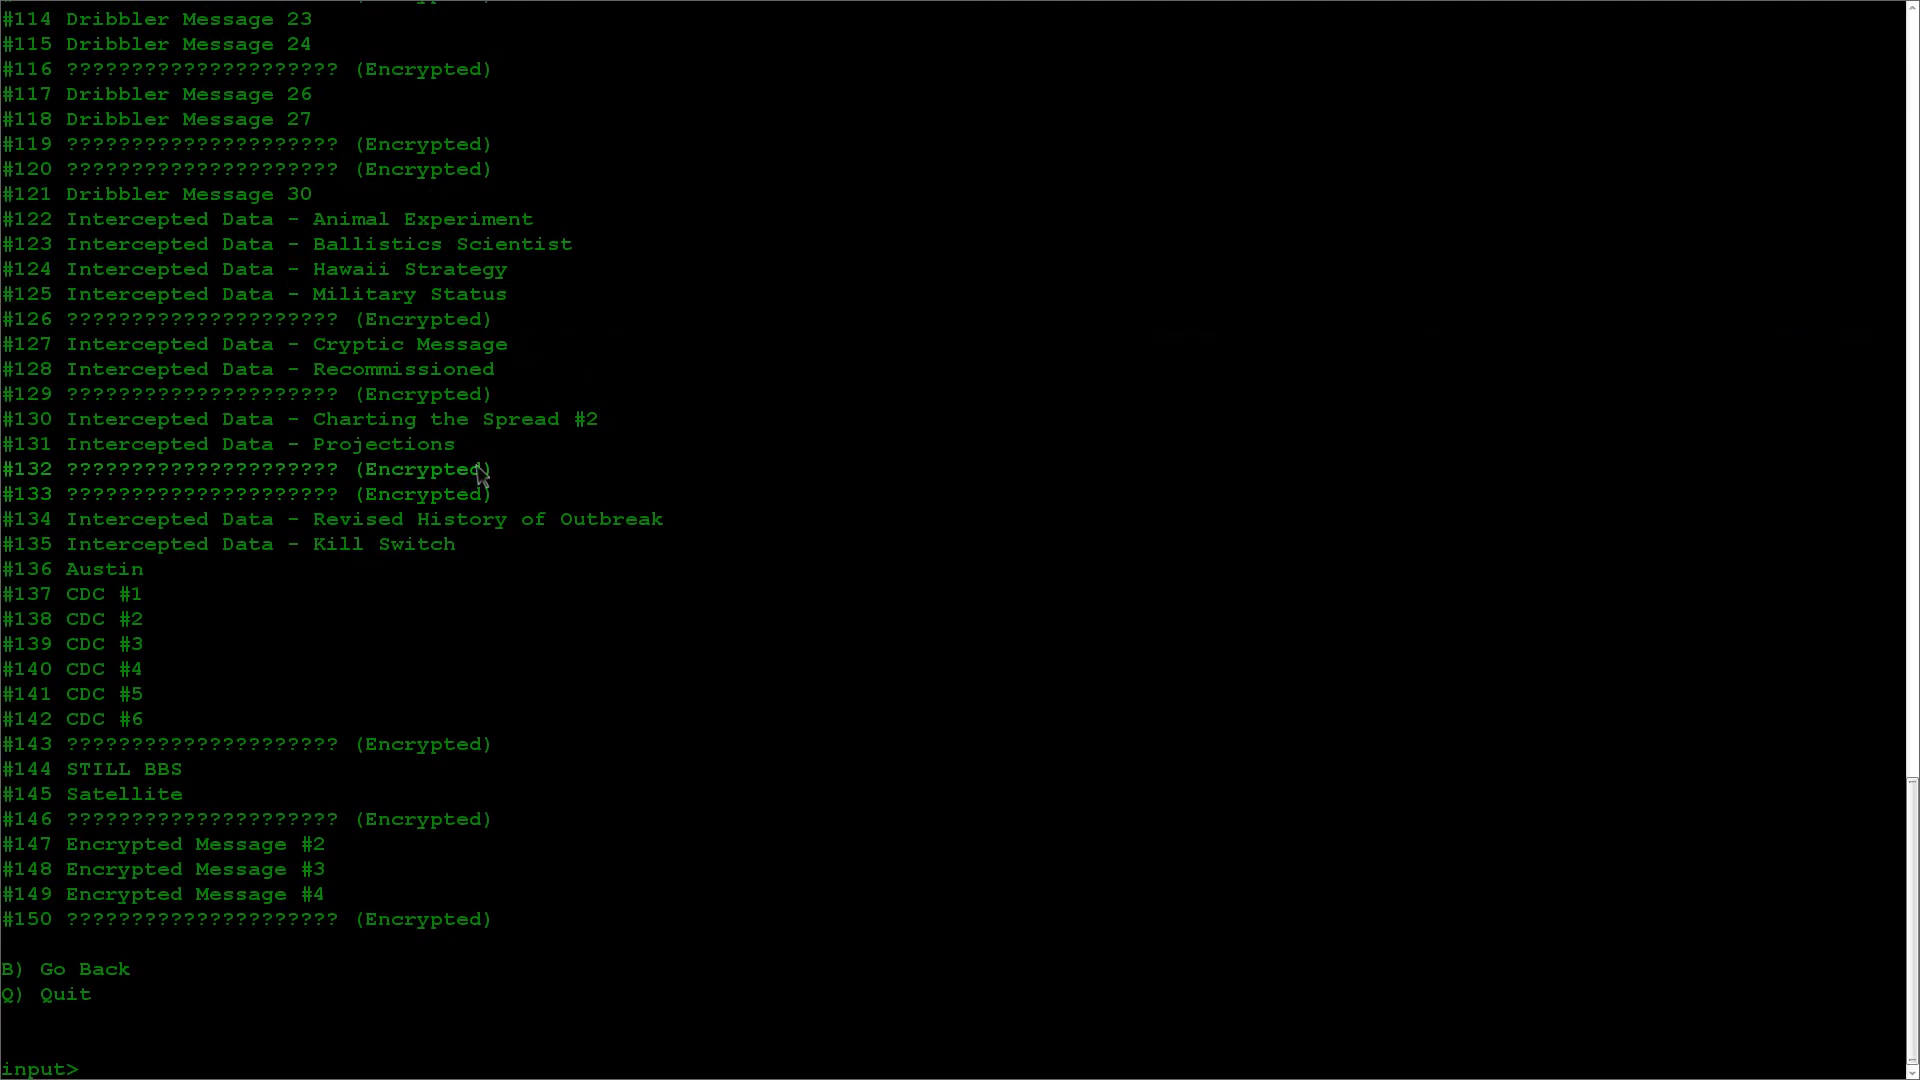 #114 Dribbler Message 23
#115 Dribbler Message 24
#116 ????????????????????? (Encrypted)
#117 Dribbler Message 26
#118 Dribbler Message 27
#119 ????????????????????? (Encrypted)
#120 ????????????????????? (Encrypted)
#121 Dribbler Message 30
#122 Intercepted Data - Animal Experiment
#123 Intercepted Data - Ballistics Scientist
#124 Intercepted Data - Hawaii Strategy
#125 Intercepted Data - Military Status
#126 ????????????????????? (Encrypted)
#127 Intercepted Data - Cryptic Message
#128 Intercepted Data - Recommissioned
#129 ????????????????????? (Encrypted)
#130 Intercepted Data - Charting the Spread #2
#131 Intercepted Data - Projections
#132 ????????????????????? (Encrypted)
#133 ????????????????????? (Encrypted)
#134 Intercepted Data - Revised History of Outbreak
#135 Intercepted Data - Kill Switch
#136 Austin
#137 CDC #1
#138 CDC #2
#139 CDC #3
#140 CDC #4
#141 CDC #5
#142 CDC #6
#143 ????????????????????? (Encrypted)
#144 STILL BBS
#145 Satellite
#146 ????????????????????? (Encrypted)
#147 Encrypted Message #2
#148 Encrypted Message #3
#149 Encrypted Message #4
#150 ????????????????????? (Encrypted)
B) Go Back
Q) Quit
input>